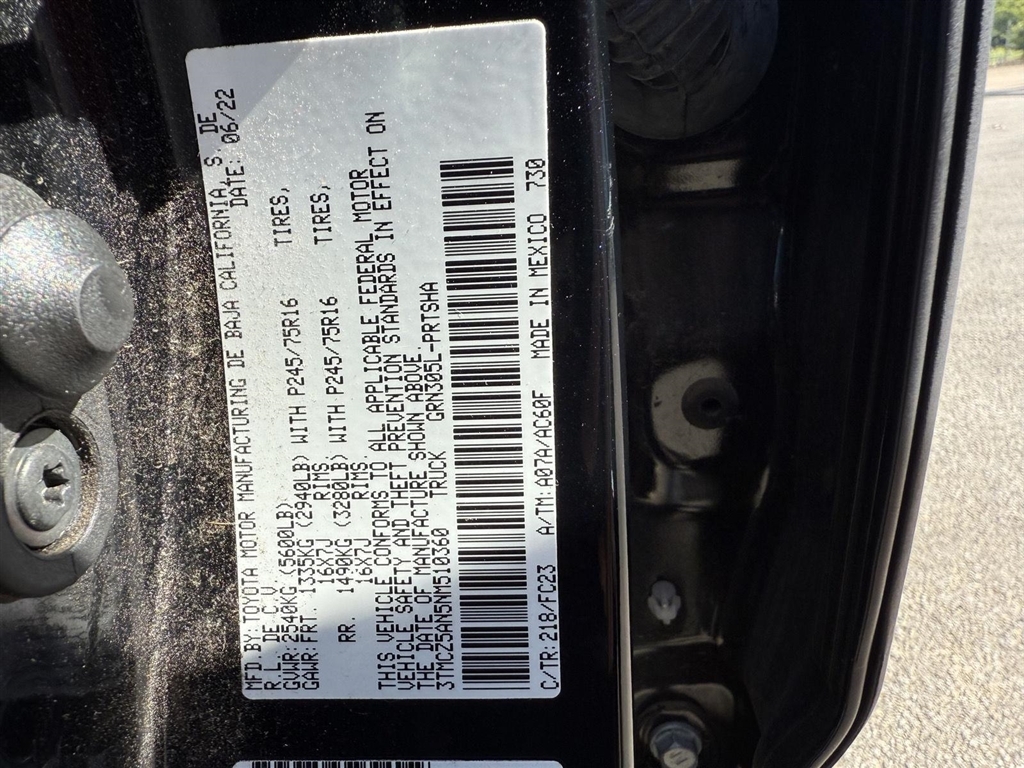 MFD. BY: TOYOTA MOTOR MANUFACTURING DE BAJA CALIFORNIA, S. DE
R. L. DE C. V. DATE: 06/22
GVWR: 2540KG (5600LB)
GAWR: FRT. 1335KG (2940LB) WITH P245/75R16 TIRES,
16X7J RIMS
RR. 1490KG (3280LB) WITH P245/75R16 TIRES,
16X7J RIMS
THIS VEHICLE CONFORMS TO ALL APPLICABLE FEDERAL MOTOR
VEHICLE SAFETY AND THEFT PREVENTION STANDARDS IN EFFECT ON
THE DATE OF MANUFACTURE SHOWN ABOVE.
3TMCZ5AN5NM510360 TRUCK GRN305L-PRTSHA
C/TR: 218/FC23 A/TM: A07A/AC60F MADE IN MEXICO 730